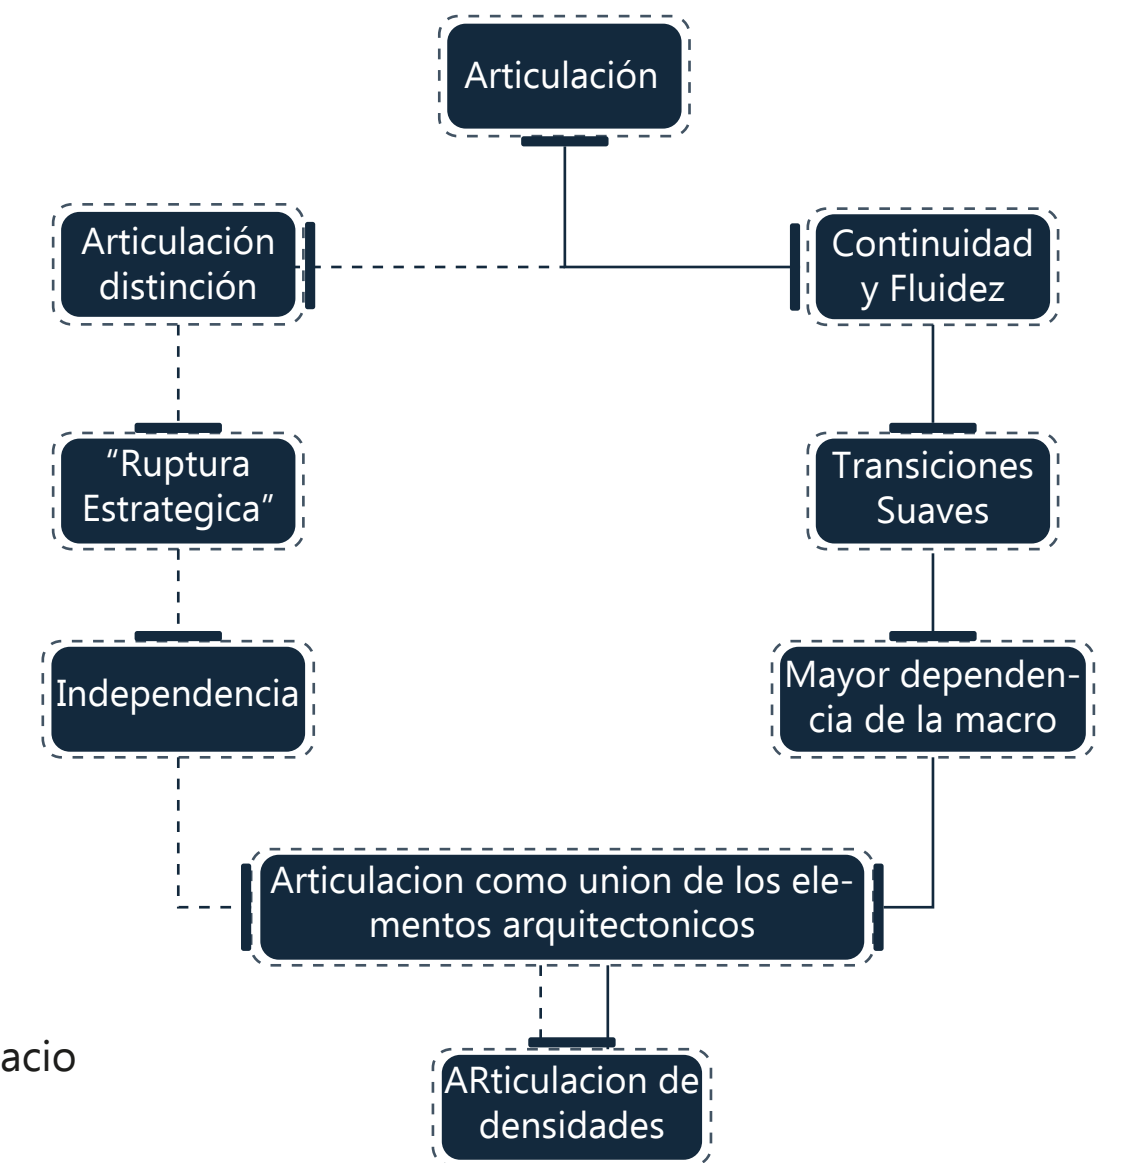 Articulación
Articulación
distinción
Continuidad
y Fluidez
“Ruptura
Estrategica”
Transiciones
Suaves
Independencia
Mayor dependen-
cia de la macro
Articulacion como union de los ele-
mentos arquitectonicos
acio
ARticulacion de
densidades